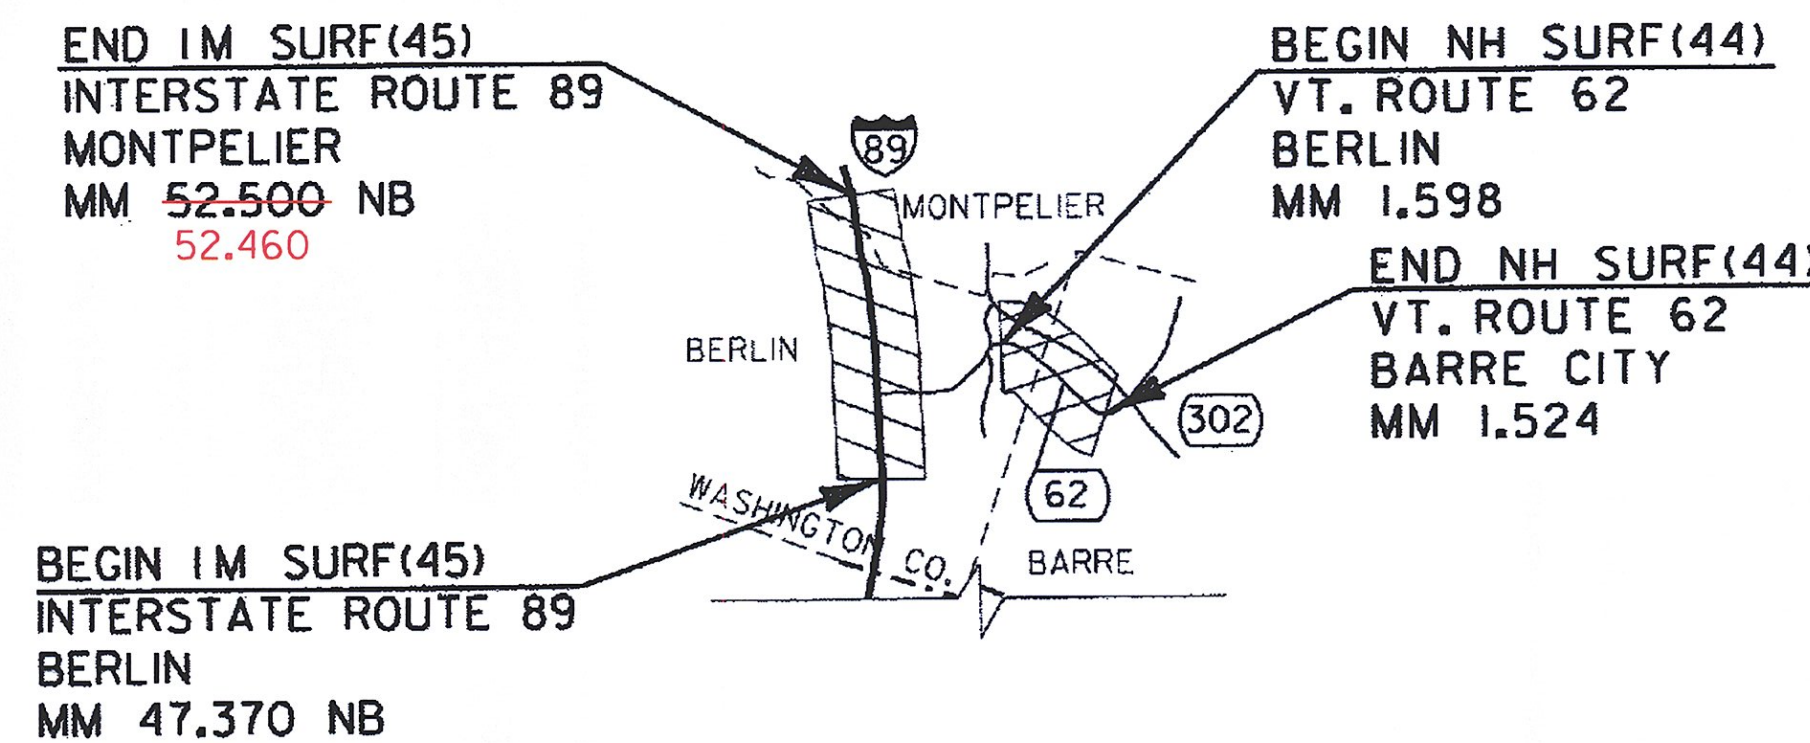 END IM SURF(45)
INTERSTATE ROUTE 89
MONTPELIER
MM 52.500 NB
52.460
BEGIN NH SURF(44)
VT. ROUTE 62
BERLIN
MM 1.598
END NH SURF(44)
VT. ROUTE 62
BARRE CITY
MM 1.524
89
MONTPELIER
BERLIN
302
62
WASHINGTON CO.
BARRE
BEGIN IM SURF(45)
INTERSTATE ROUTE 89
BERLIN
MM 47.370 NB